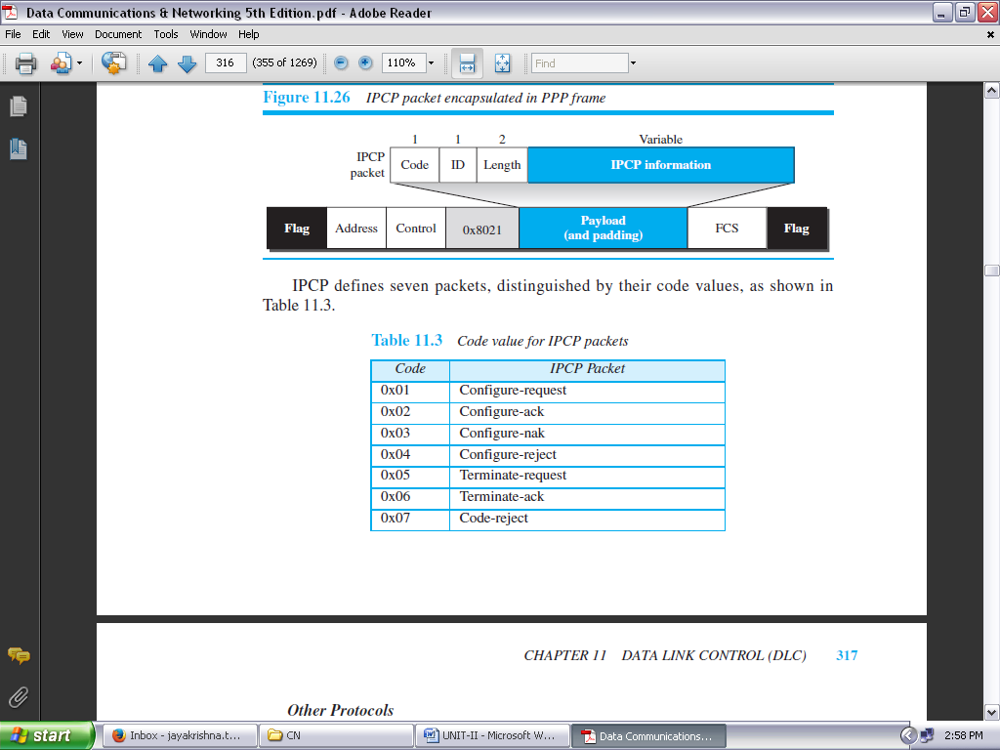 Data Communications & Networking 5th Edition.pdf - Adobe Reader
File Edit View Document Tools Window Help
316 (355 of 1269) 110% Find
Figure 11.26 IPCP packet encapsulated in PPP frame
1 1 2 Variable
IPCP
packet
Code ID Length IPCP information
Flag Address Control 0x8021 Payload
(and padding) FCS Flag
IPCP defines seven packets, distinguished by their code values, as shown in
Table 11.3.
Table 11.3 Code value for IPCP packets
Code IPCP Packet
0x01 Configure-request
0x02 Configure-ack
0x03 Configure-nak
0x04 Configure-reject
0x05 Terminate-request
0x06 Terminate-ack
0x07 Code-reject
CHAPTER 11 DATA LINK CONTROL (DLC) 317
Other Protocols
start Inbox - jayakrishna.t... CN UNIT-II - Microsoft W... Data Communications... 2:58 PM